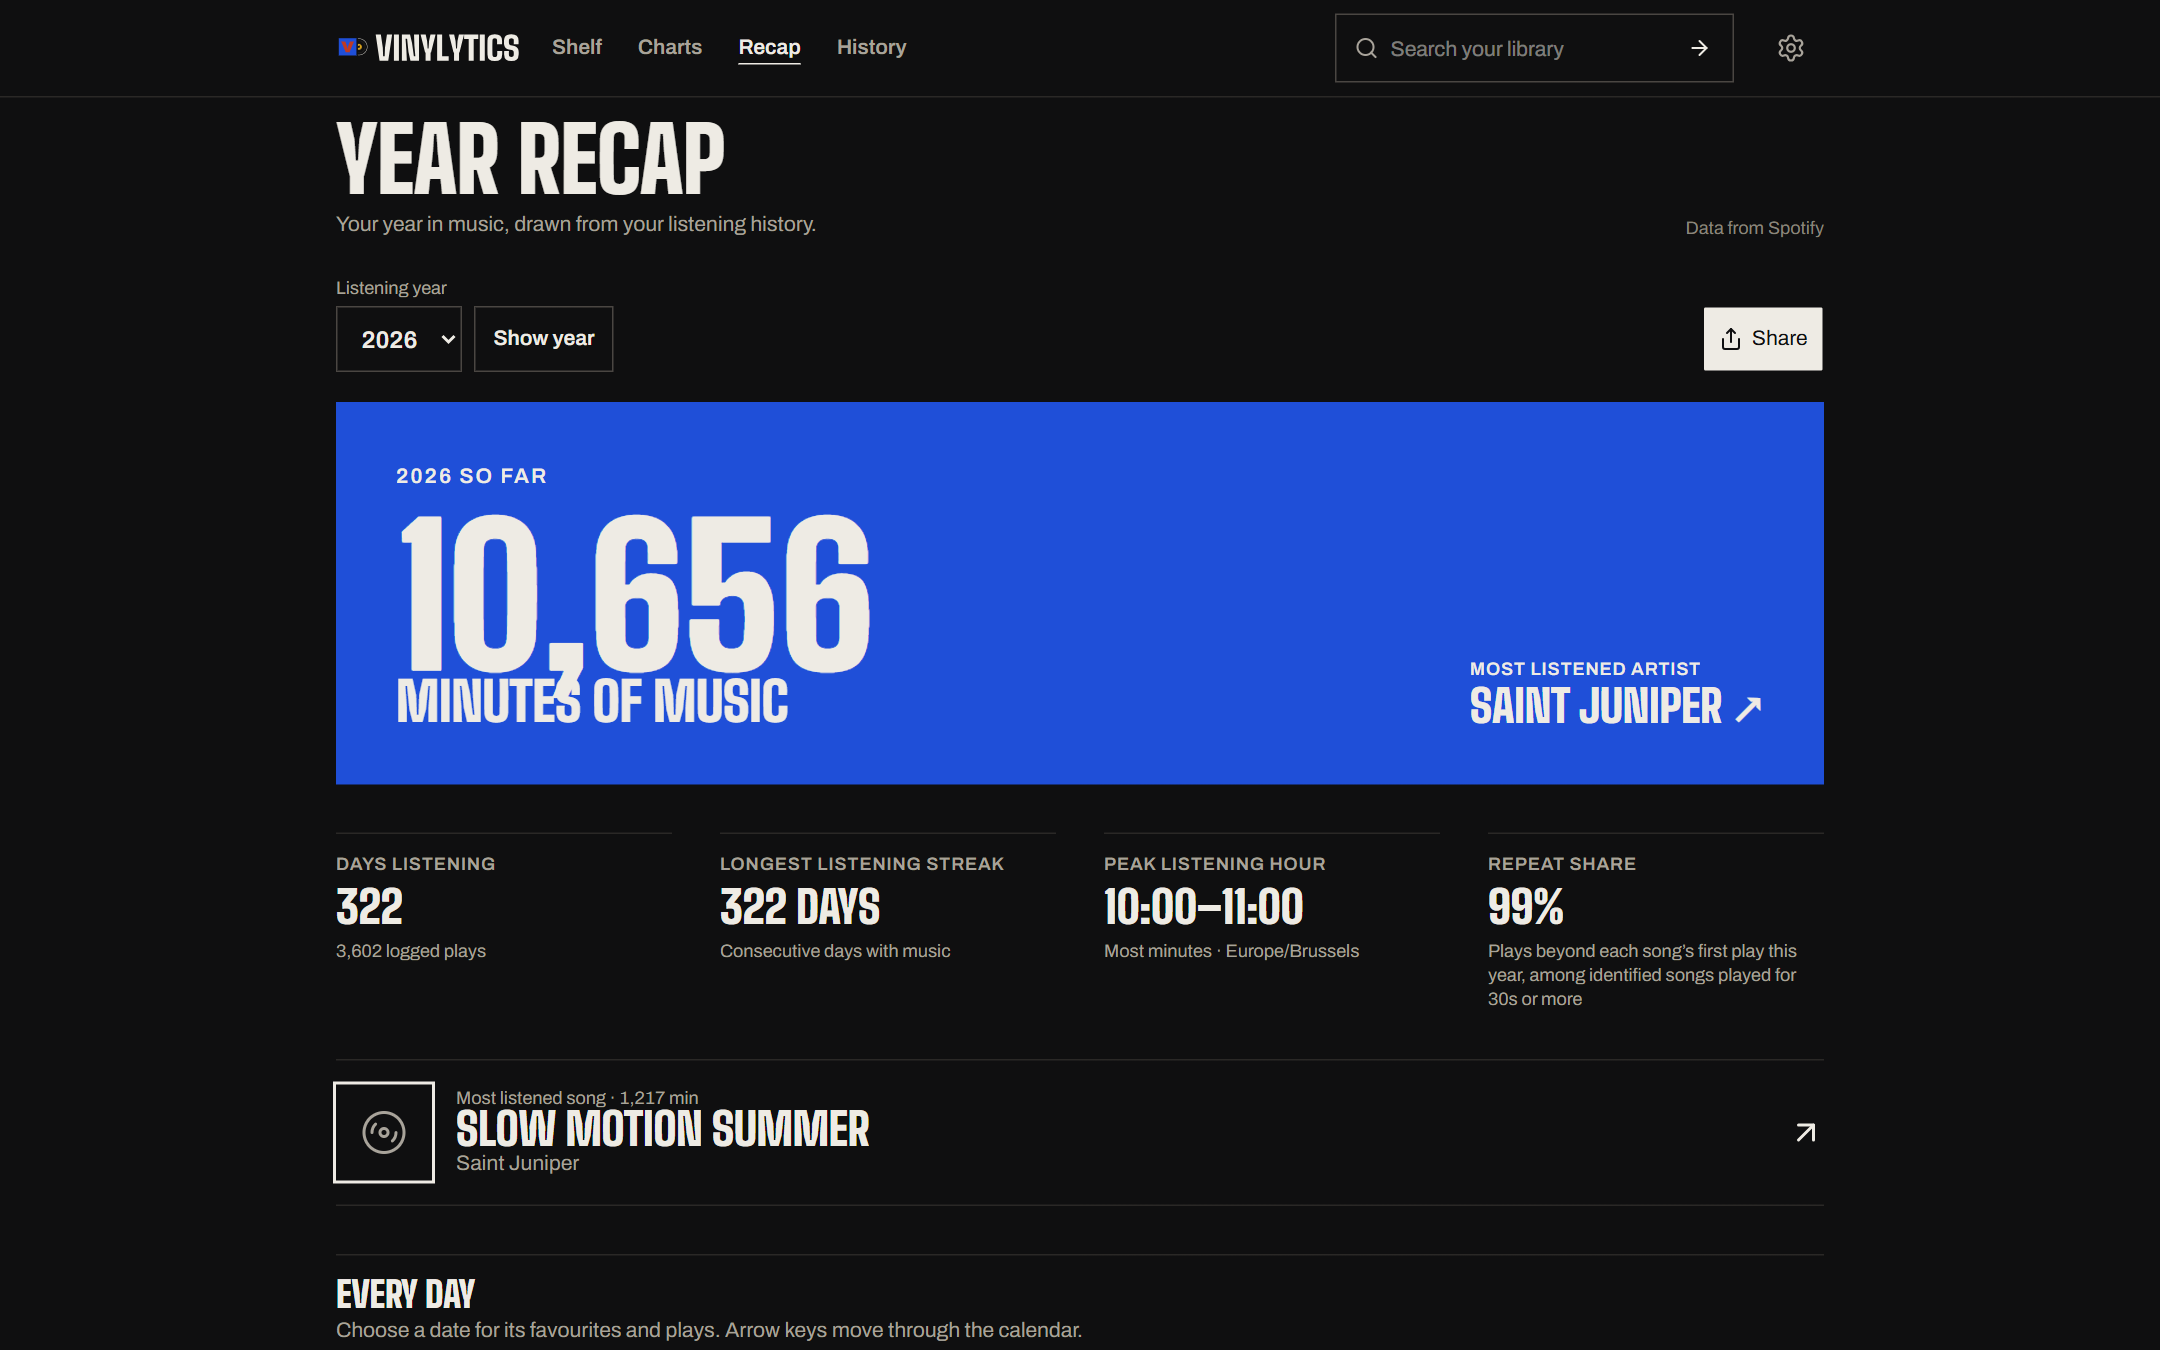 VINYLYTICS
Shelf
Charts
Recap
History
Search your library
YEAR RECAP
Your year in music, drawn from your listening history.
Data from Spotify
Listening year
2026
Show year
Share
2026 SO FAR
10,656
MINUTES OF MUSIC
MOST LISTENED ARTIST
SAINT JUNIPER ↗
DAYS LISTENING
322
3,602 logged plays
LONGEST LISTENING STREAK
322 DAYS
Consecutive days with music
PEAK LISTENING HOUR
10:00–11:00
Most minutes · Europe/Brussels
REPEAT SHARE
99%
Plays beyond each song’s first play this
year, among identified songs played for
30s or more
Most listened song · 1,217 min
SLOW MOTION SUMMER
Saint Juniper
EVERY DAY
Choose a date for its favourites and plays. Arrow keys move through the calendar.